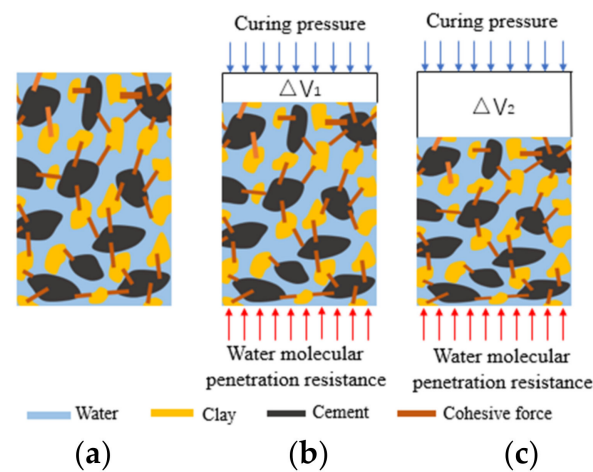 Curing pressure
Curing pressure
△V₁
△V₂
Water molecular
penetration resistance
Water molecular
penetration resistance
Water
Clay
Cement
Cohesive force
(a)
(b)
(c)